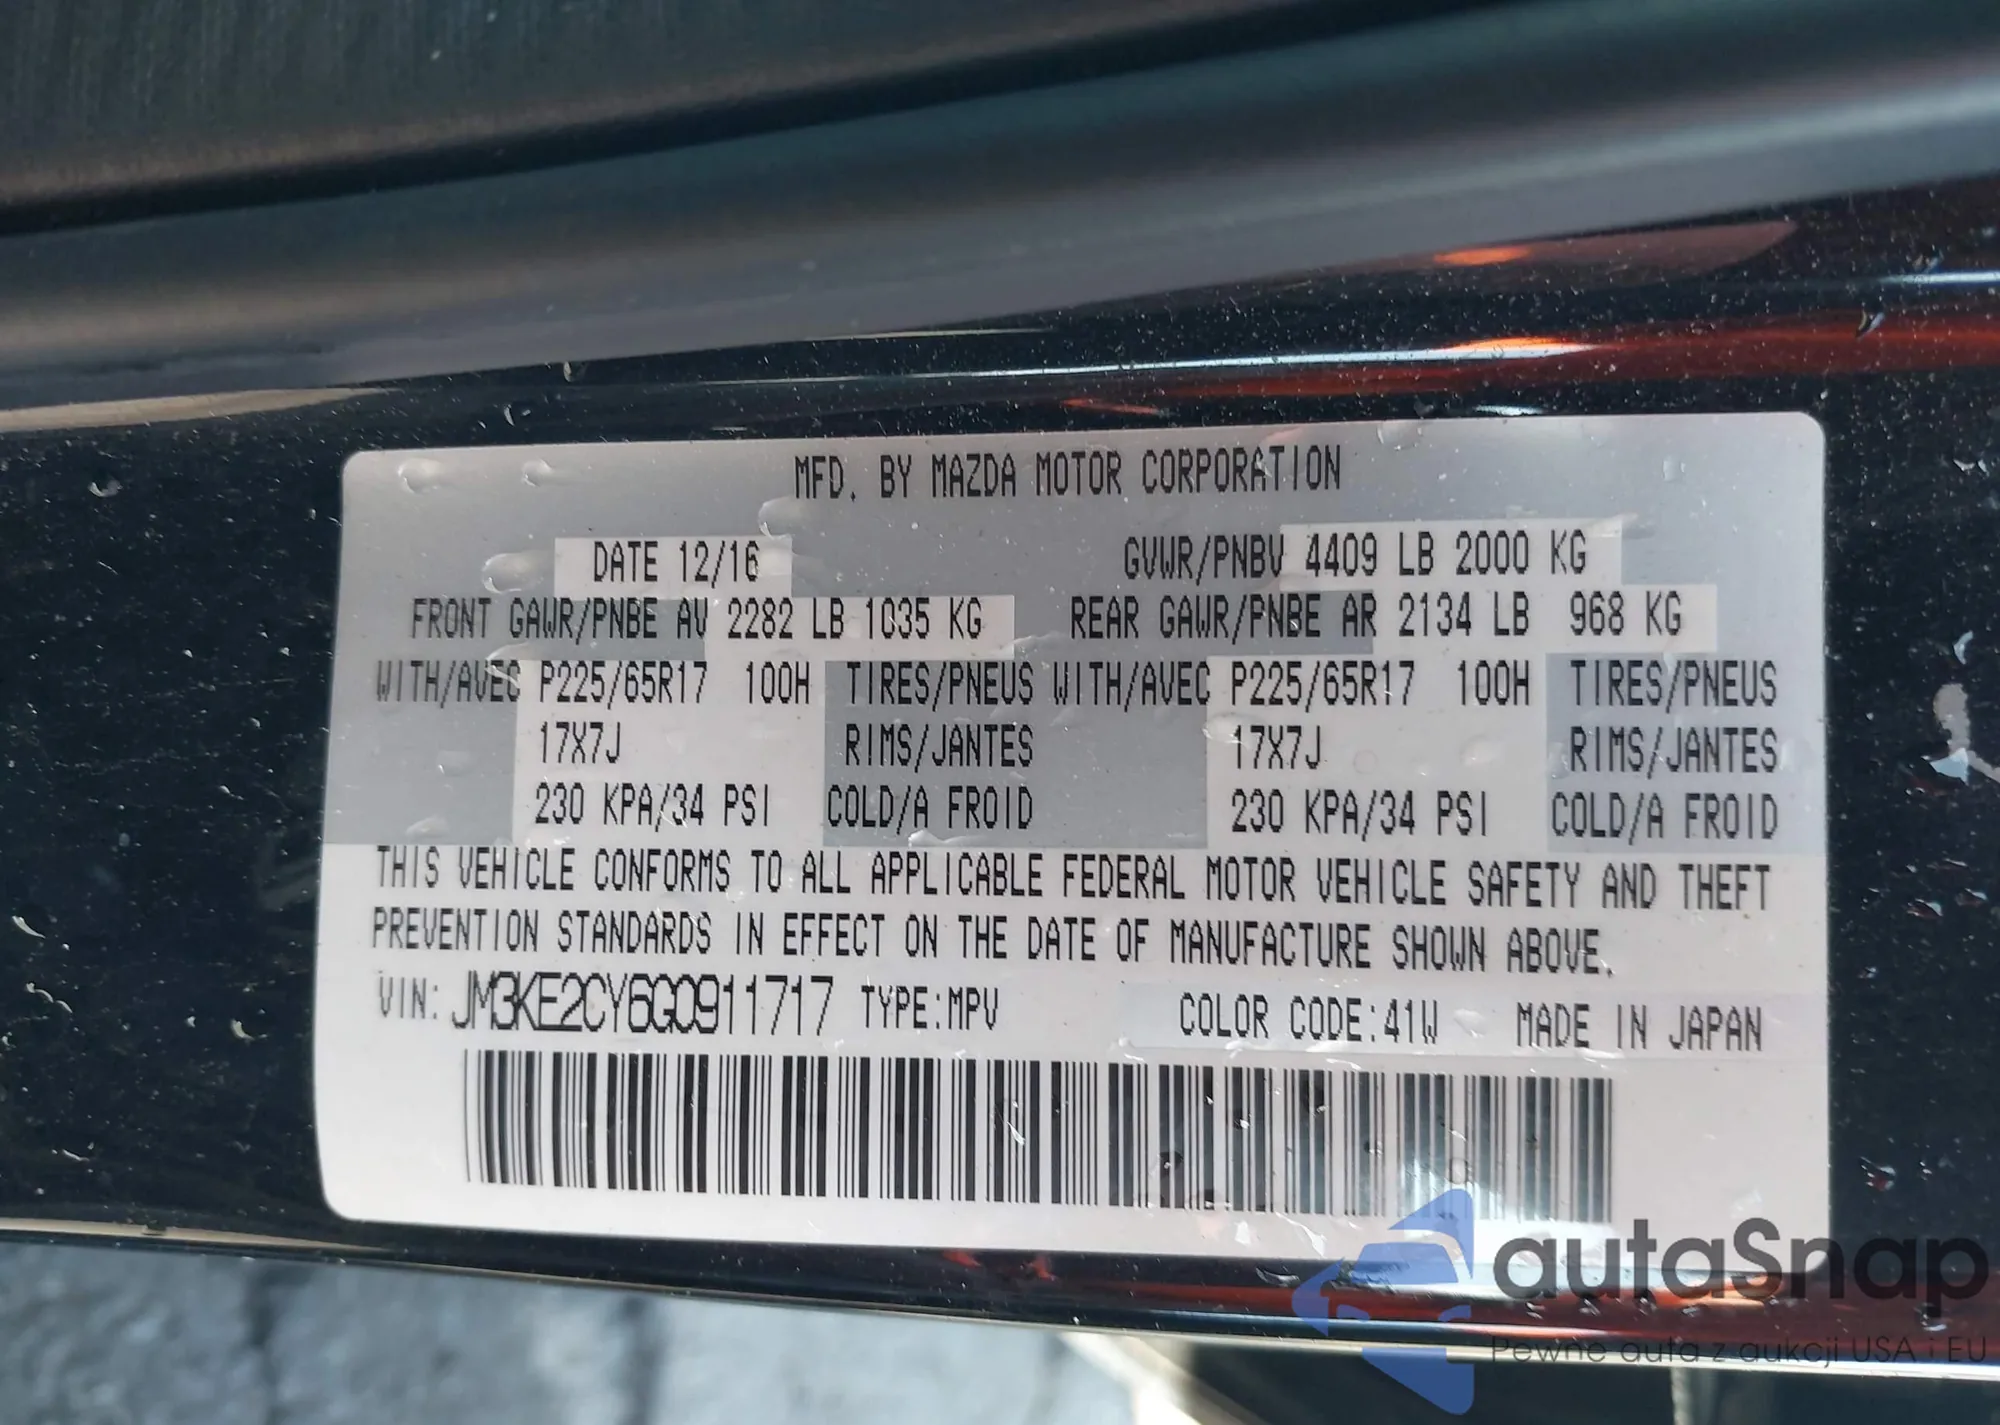 MFD. BY MAZDA MOTOR CORPORATION
DATE 12/16 GVWR/PNBV 4409 LB 2000 KG
FRONT GAWR/PNBE AV 2282 LB 1035 KG REAR GAWR/PNBE AR 2134 LB 968 KG
WITH/AVEC P225/65R17 100H TIRES/PNEUS WITH/AVEC P225/65R17 100H TIRES/PNEUS
17X7J RIMS/JANTES 17X7J RIMS/JANTES
230 KPA/34 PSI COLD/A FROID 230 KPA/34 PSI COLD/A FROID
THIS VEHICLE CONFORMS TO ALL APPLICABLE FEDERAL MOTOR VEHICLE SAFETY AND THEFT
PREVENTION STANDARDS IN EFFECT ON THE DATE OF MANUFACTURE SHOWN ABOVE.
VIN: JM3KE2CY6G0911717 TYPE:MPV COLOR CODE:41W MADE IN JAPAN
autaSnap
Pewne auta z aukcji USA i EU